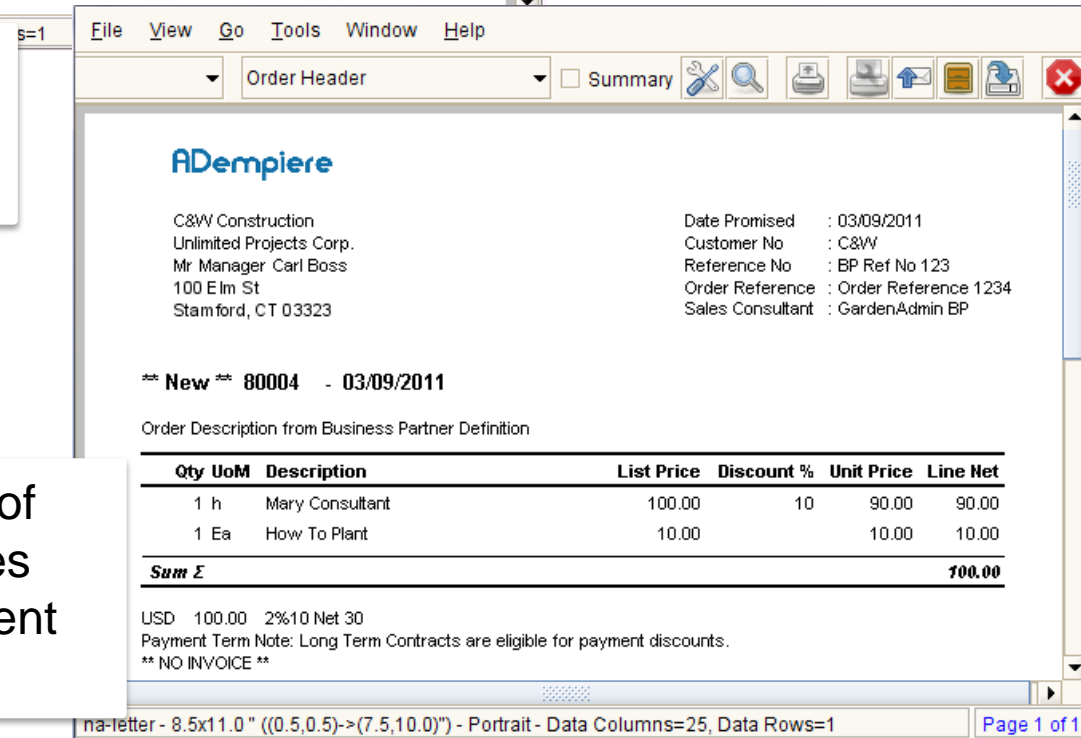 s=1
File View Go Tools Window Help
Order Header Summary
ADempiere
C&W Construction
Unlimited Projects Corp.
Mr Manager Carl Boss
100 Elm St
Stamford, CT 03323
Date Promised : 03/09/2011
Customer No : C&W
Reference No : BP Ref No 123
Order Reference : Order Reference 1234
Sales Consultant : GardenAdmin BP
** New ** 80004 - 03/09/2011
Order Description from Business Partner Definition
Qty UoM Description List Price Discount % Unit Price Line Net
1 h Mary Consultant 100.00 10 90.00 90.00
1 Ea How To Plant 10.00 10.00 10.00
Sum Σ 100.00
USD 100.00 2%10 Net 30
Payment Term Note: Long Term Contracts are eligible for payment discounts.
** NO INVOICE **
of
es
ent
na-letter - 8.5x11.0 " ((0.5,0.5)->(7.5,10.0)") - Portrait - Data Columns=25, Data Rows=1
Page 1 of 1